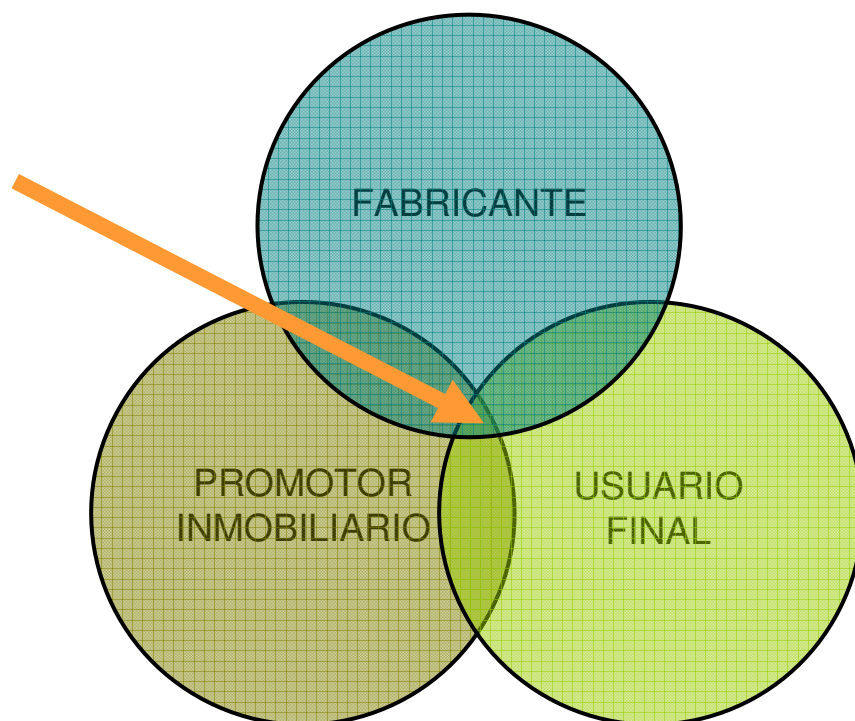 FABRICANTE
PROMOTOR
INMOBILIARIO
USUARIO
FINAL